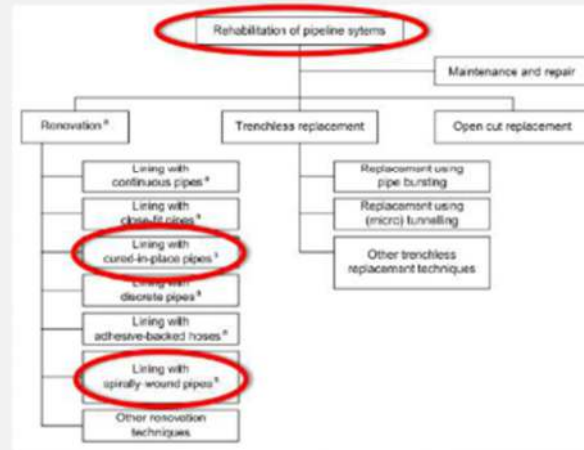 Rehabilitation of pipeline sytems
Maintenance and repair
Renovation a
Trenchless replacement
Open cut replacement
Lining with
continuous pipes a
Lining with
close-fit pipes a
Lining with
cured-in-place pipes
Lining with
discrete pipes a
Lining with
adhesive-backed hoses a
Lining with
spirally-wound pipes
Other renovation
techniques
Replacement using
pipe bursting
Replacement using
(micro) tunnelling
Other trenchless
replacement techniques